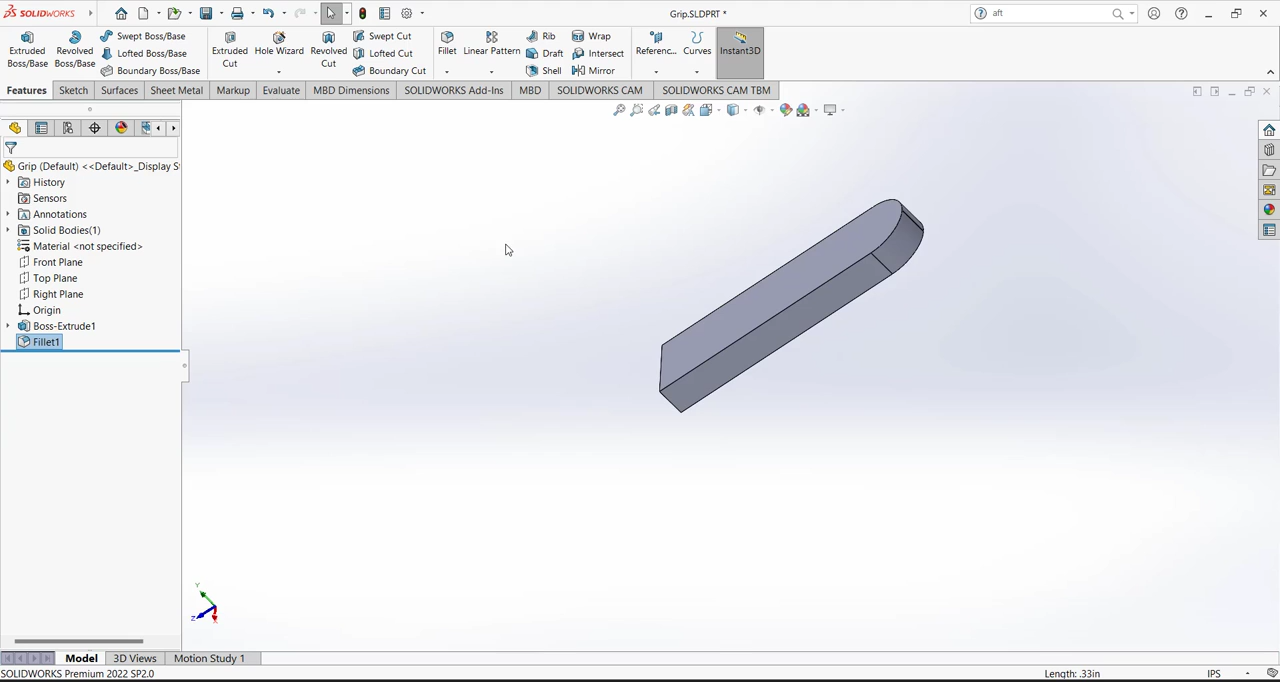 SOLIDWORKS
Grip.SLDPRT *
aft
Extruded Boss/Base
Revolved Boss/Base
Swept Boss/Base
Lofted Boss/Base
Boundary Boss/Base
Extruded Cut
Hole Wizard
Revolved Cut
Swept Cut
Lofted Cut
Boundary Cut
Fillet
Linear Pattern
Rib
Draft
Shell
Wrap
Intersect
Mirror
Referenc...
Curves
Instant3D
Features
Sketch
Surfaces
Sheet Metal
Markup
Evaluate
MBD Dimensions
SOLIDWORKS Add-Ins
MBD
SOLIDWORKS CAM
SOLIDWORKS CAM TBM
Grip (Default) <<Default>_Display S
History
Sensors
Annotations
Solid Bodies(1)
Material <not specified>
Front Plane
Top Plane
Right Plane
Origin
Boss-Extrude1
Fillet1
Y
Z
X
Model
3D Views
Motion Study 1
SOLIDWORKS Premium 2022 SP2.0
Length: .33in
IPS